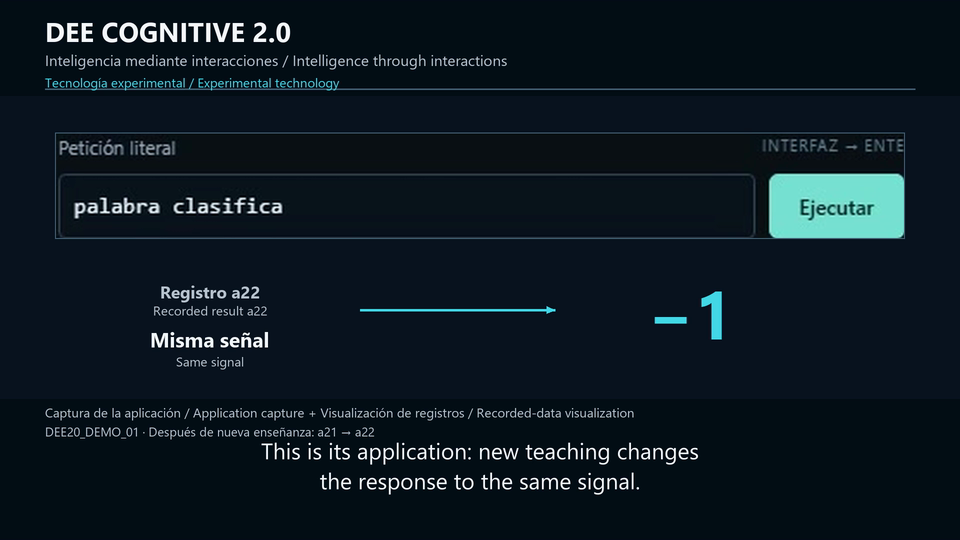 DEE COGNITIVE 2.0
Inteligencia mediante interacciones / Intelligence through interactions
Tecnología experimental / Experimental technology
Petición literal
INTERFAZ → ENTE
palabra clasifica
Ejecutar
Registro a22
Recorded result a22
Misma señal
Same signal
−1
Captura de la aplicación / Application capture + Visualización de registros / Recorded-data visualization
DEE20_DEMO_01 · Después de nueva enseñanza: a21 → a22
This is its application: new teaching changes
the response to the same signal.